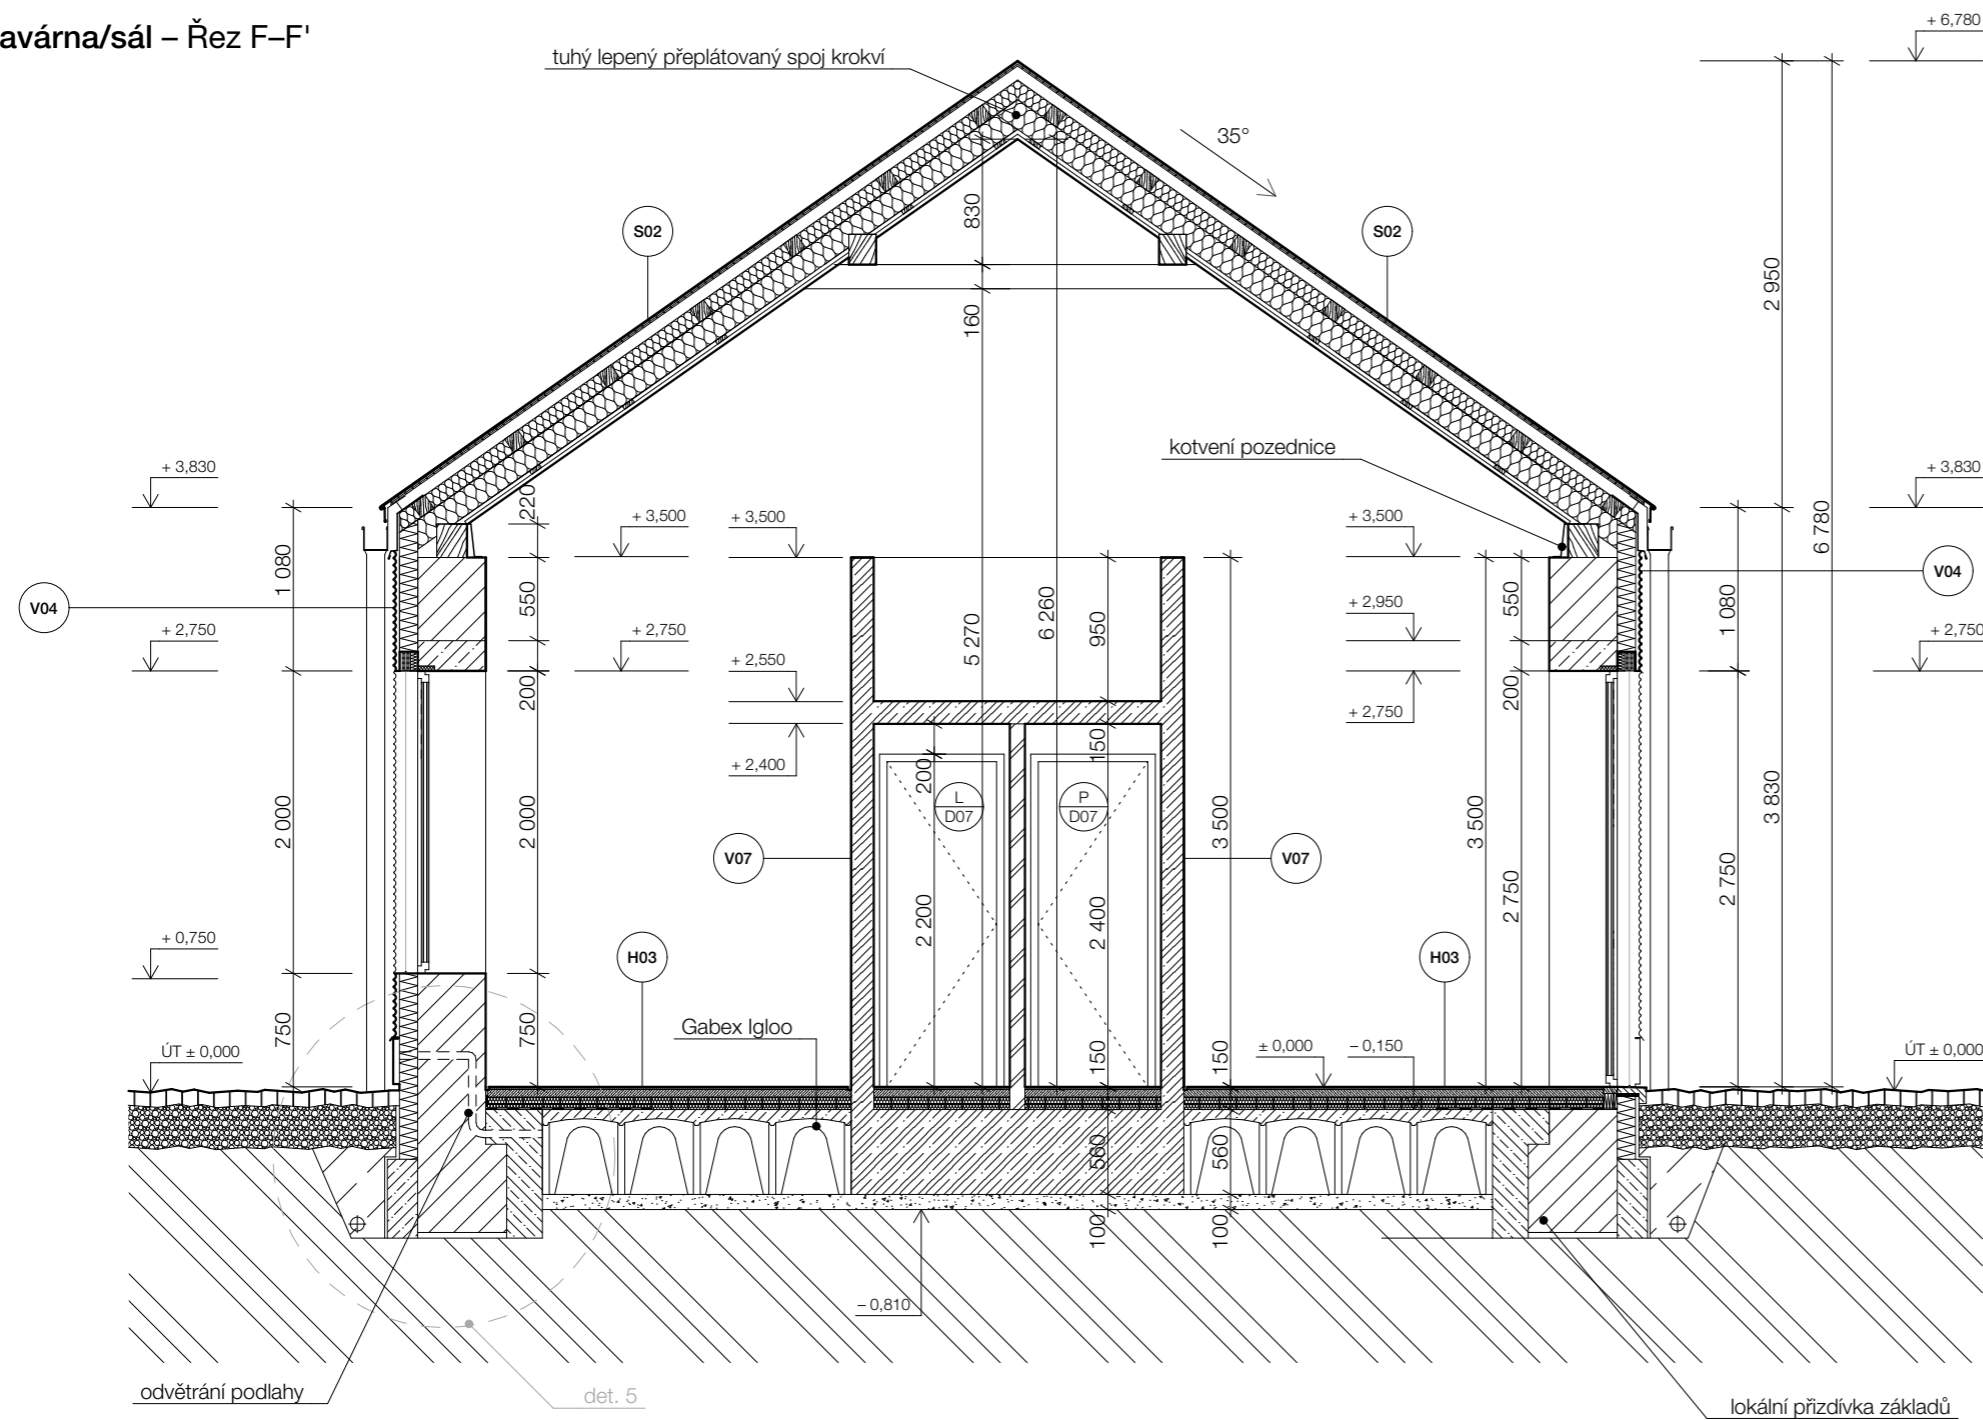 avárna/sál – Řez F–F'
+ 6,780
tuhý lepený přeplátovaný spoj krokví
35°
830
S02
S02
2 950
160
kotvení pozednice
+ 3,830
+ 3,830
220
+ 3,500
+ 3,500
+ 3,500
6 780
1 080
550
5 270
6 260
950
550
1 080
V04
V04
+ 2,950
+ 2,750
+ 2,750
+ 2,750
+ 2,550
200
200
+ 2,750
150
+ 2,400
200
L
D07
P
D07
2 000
2 000
3 500
3 500
3 830
V07
V07
2 200
2 400
2 750
2 750
+ 0,750
H03
H03
750
750
Gabex Igloo
ÚT ± 0,000
150
150
± 0,000
– 0,150
ÚT ± 0,000
560
560
100
100
– 0,810
odvětrání podlahy
det. 5
lokální přizdívka základů